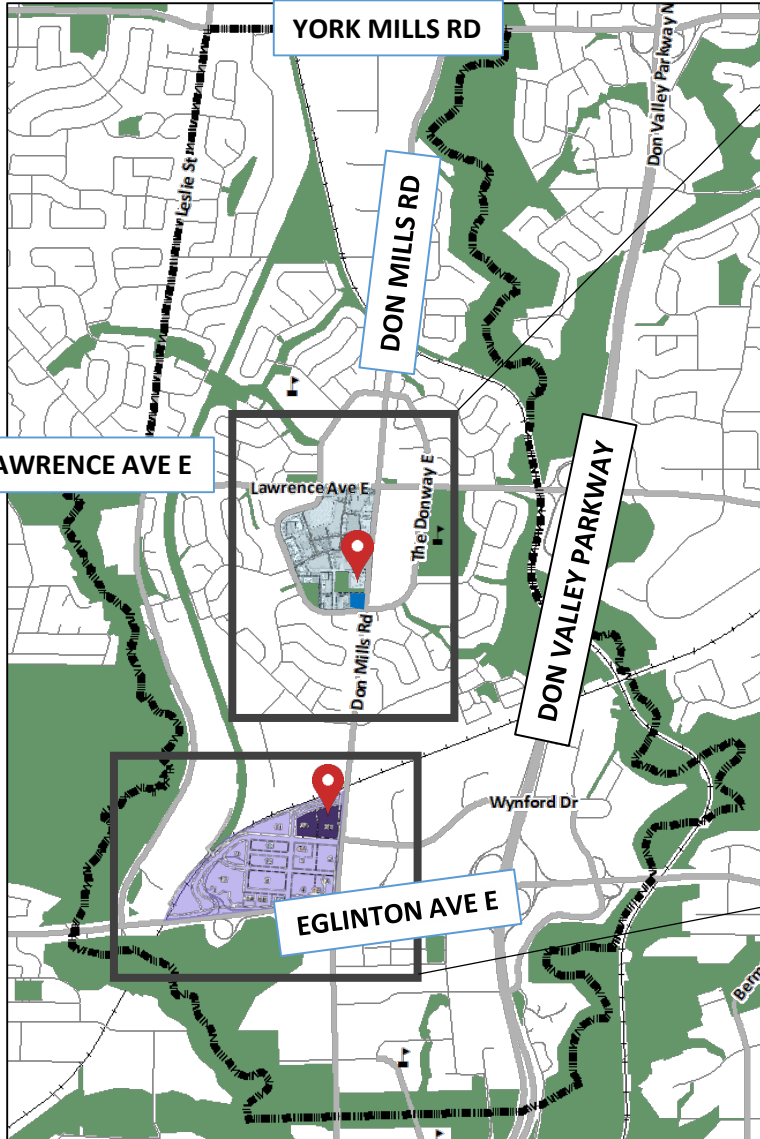 YORK MILLS RD
Don Valley Parkway N
Leslie St
DON MILLS RD
AWRENCE AVE E
Lawrence Ave E
The Donway E
DON VALLEY PARKWAY
Don Mills Rd
Wynford Dr
EGLINTON AVE E
Berm